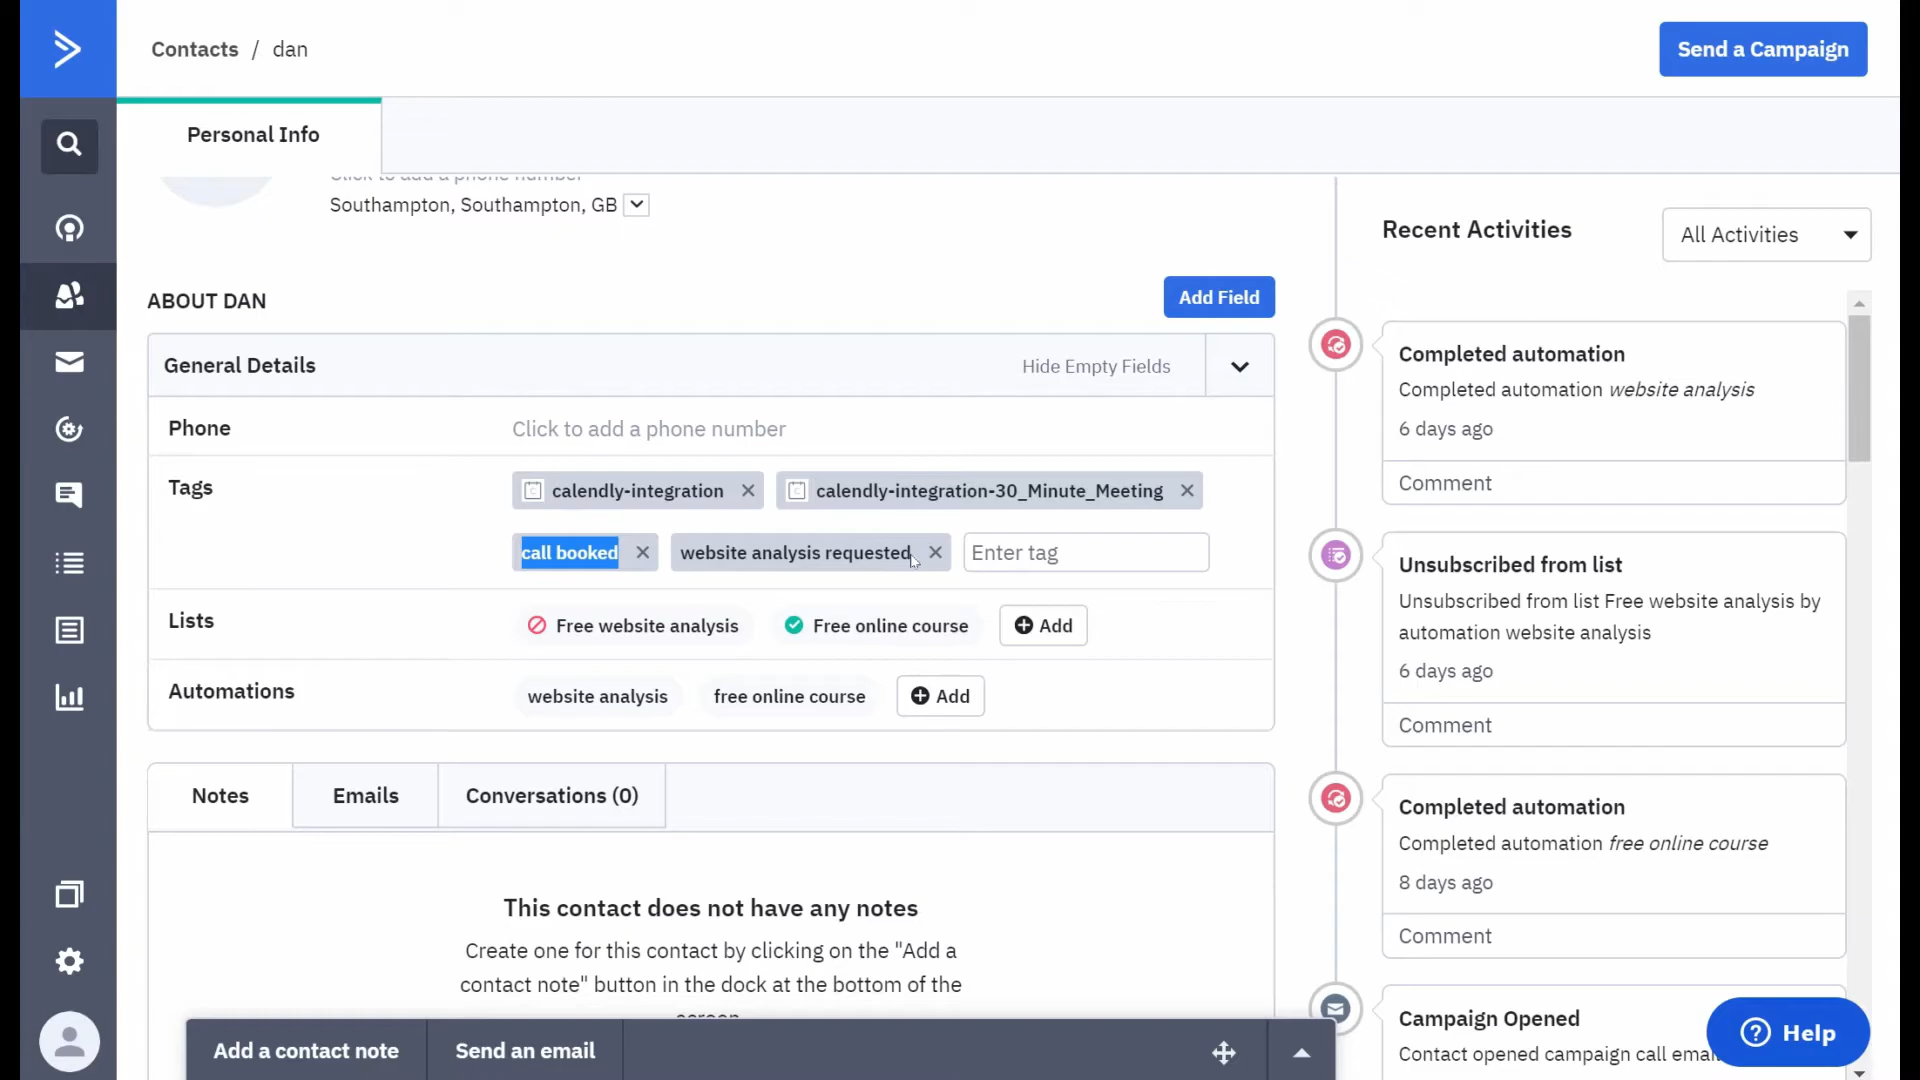 Contacts / dan
Send a Campaign
Personal Info
Click to add a phone number
Southampton, Southampton, GB
Recent Activities
All Activities
ABOUT DAN
Add Field
General Details
Hide Empty Fields
Phone
Click to add a phone number
Tags
calendly-integration
calendly-integration-30_Minute_Meeting
call booked
website analysis requested
Enter tag
Lists
Free website analysis
Free online course
Add
Automations
website analysis
free online course
Add
Notes
Emails
Conversations (0)
This contact does not have any notes
Create one for this contact by clicking on the "Add a
contact note" button in the dock at the bottom of the
screen
Add a contact note
Send an email
Completed automation
Completed automation website analysis
6 days ago
Comment
Unsubscribed from list
Unsubscribed from list Free website analysis by
automation website analysis
6 days ago
Comment
Completed automation
Completed automation free online course
8 days ago
Comment
Campaign Opened
Contact opened campaign call email
Help